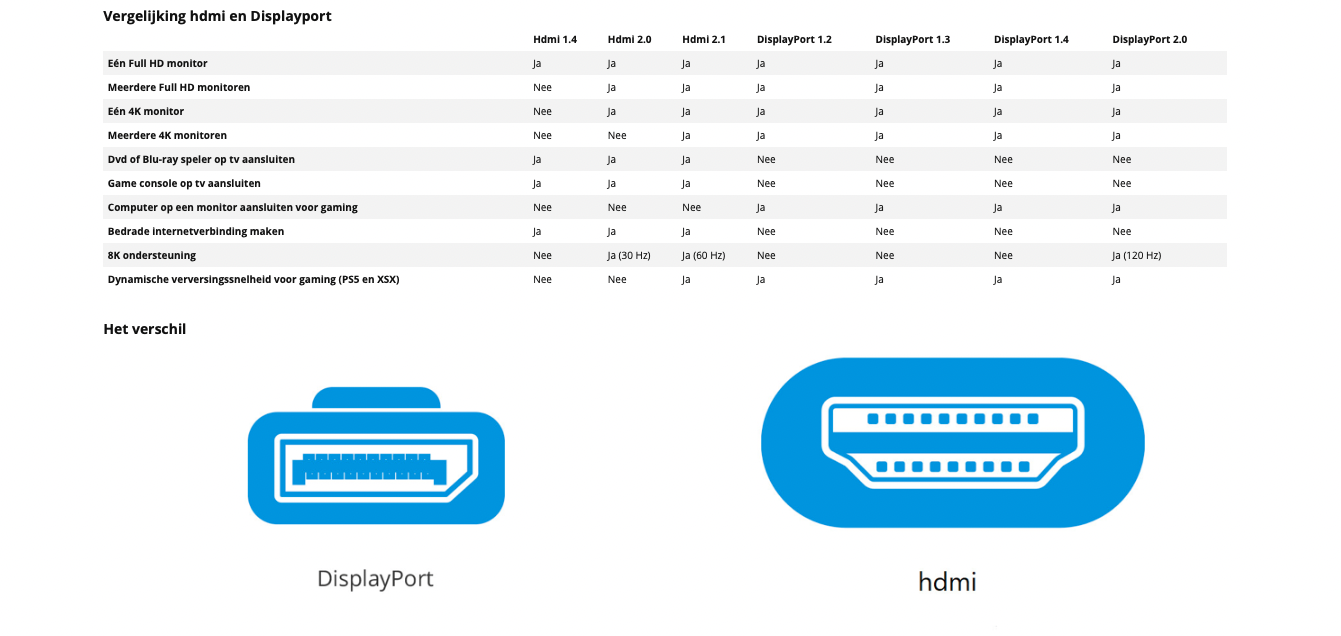 Vergelijking hdmi en Displayport
Hdmi 1.4 Hdmi 2.0 Hdmi 2.1 DisplayPort 1.2 DisplayPort 1.3 DisplayPort 1.4 DisplayPort 2.0
Eén Full HD monitor Ja Ja Ja Ja Ja Ja Ja
Meerdere Full HD monitoren Nee Ja Ja Ja Ja Ja Ja
Eén 4K monitor Nee Ja Ja Ja Ja Ja Ja
Meerdere 4K monitoren Nee Nee Ja Ja Ja Ja Ja
Dvd of Blu-ray speler op tv aansluiten Ja Ja Ja Nee Nee Nee Nee
Game console op tv aansluiten Ja Ja Ja Nee Nee Nee Nee
Computer op een monitor aansluiten voor gaming Nee Nee Nee Ja Ja Ja Ja
Bedrade internetverbinding maken Ja Ja Ja Nee Nee Nee Nee
8K ondersteuning Nee Ja (30 Hz) Ja (60 Hz) Nee Nee Nee Ja (120 Hz)
Dynamische verversingssnelheid voor gaming (PS5 en XSX) Nee Nee Ja Ja Ja Ja Ja
Het verschil
DisplayPort
hdmi